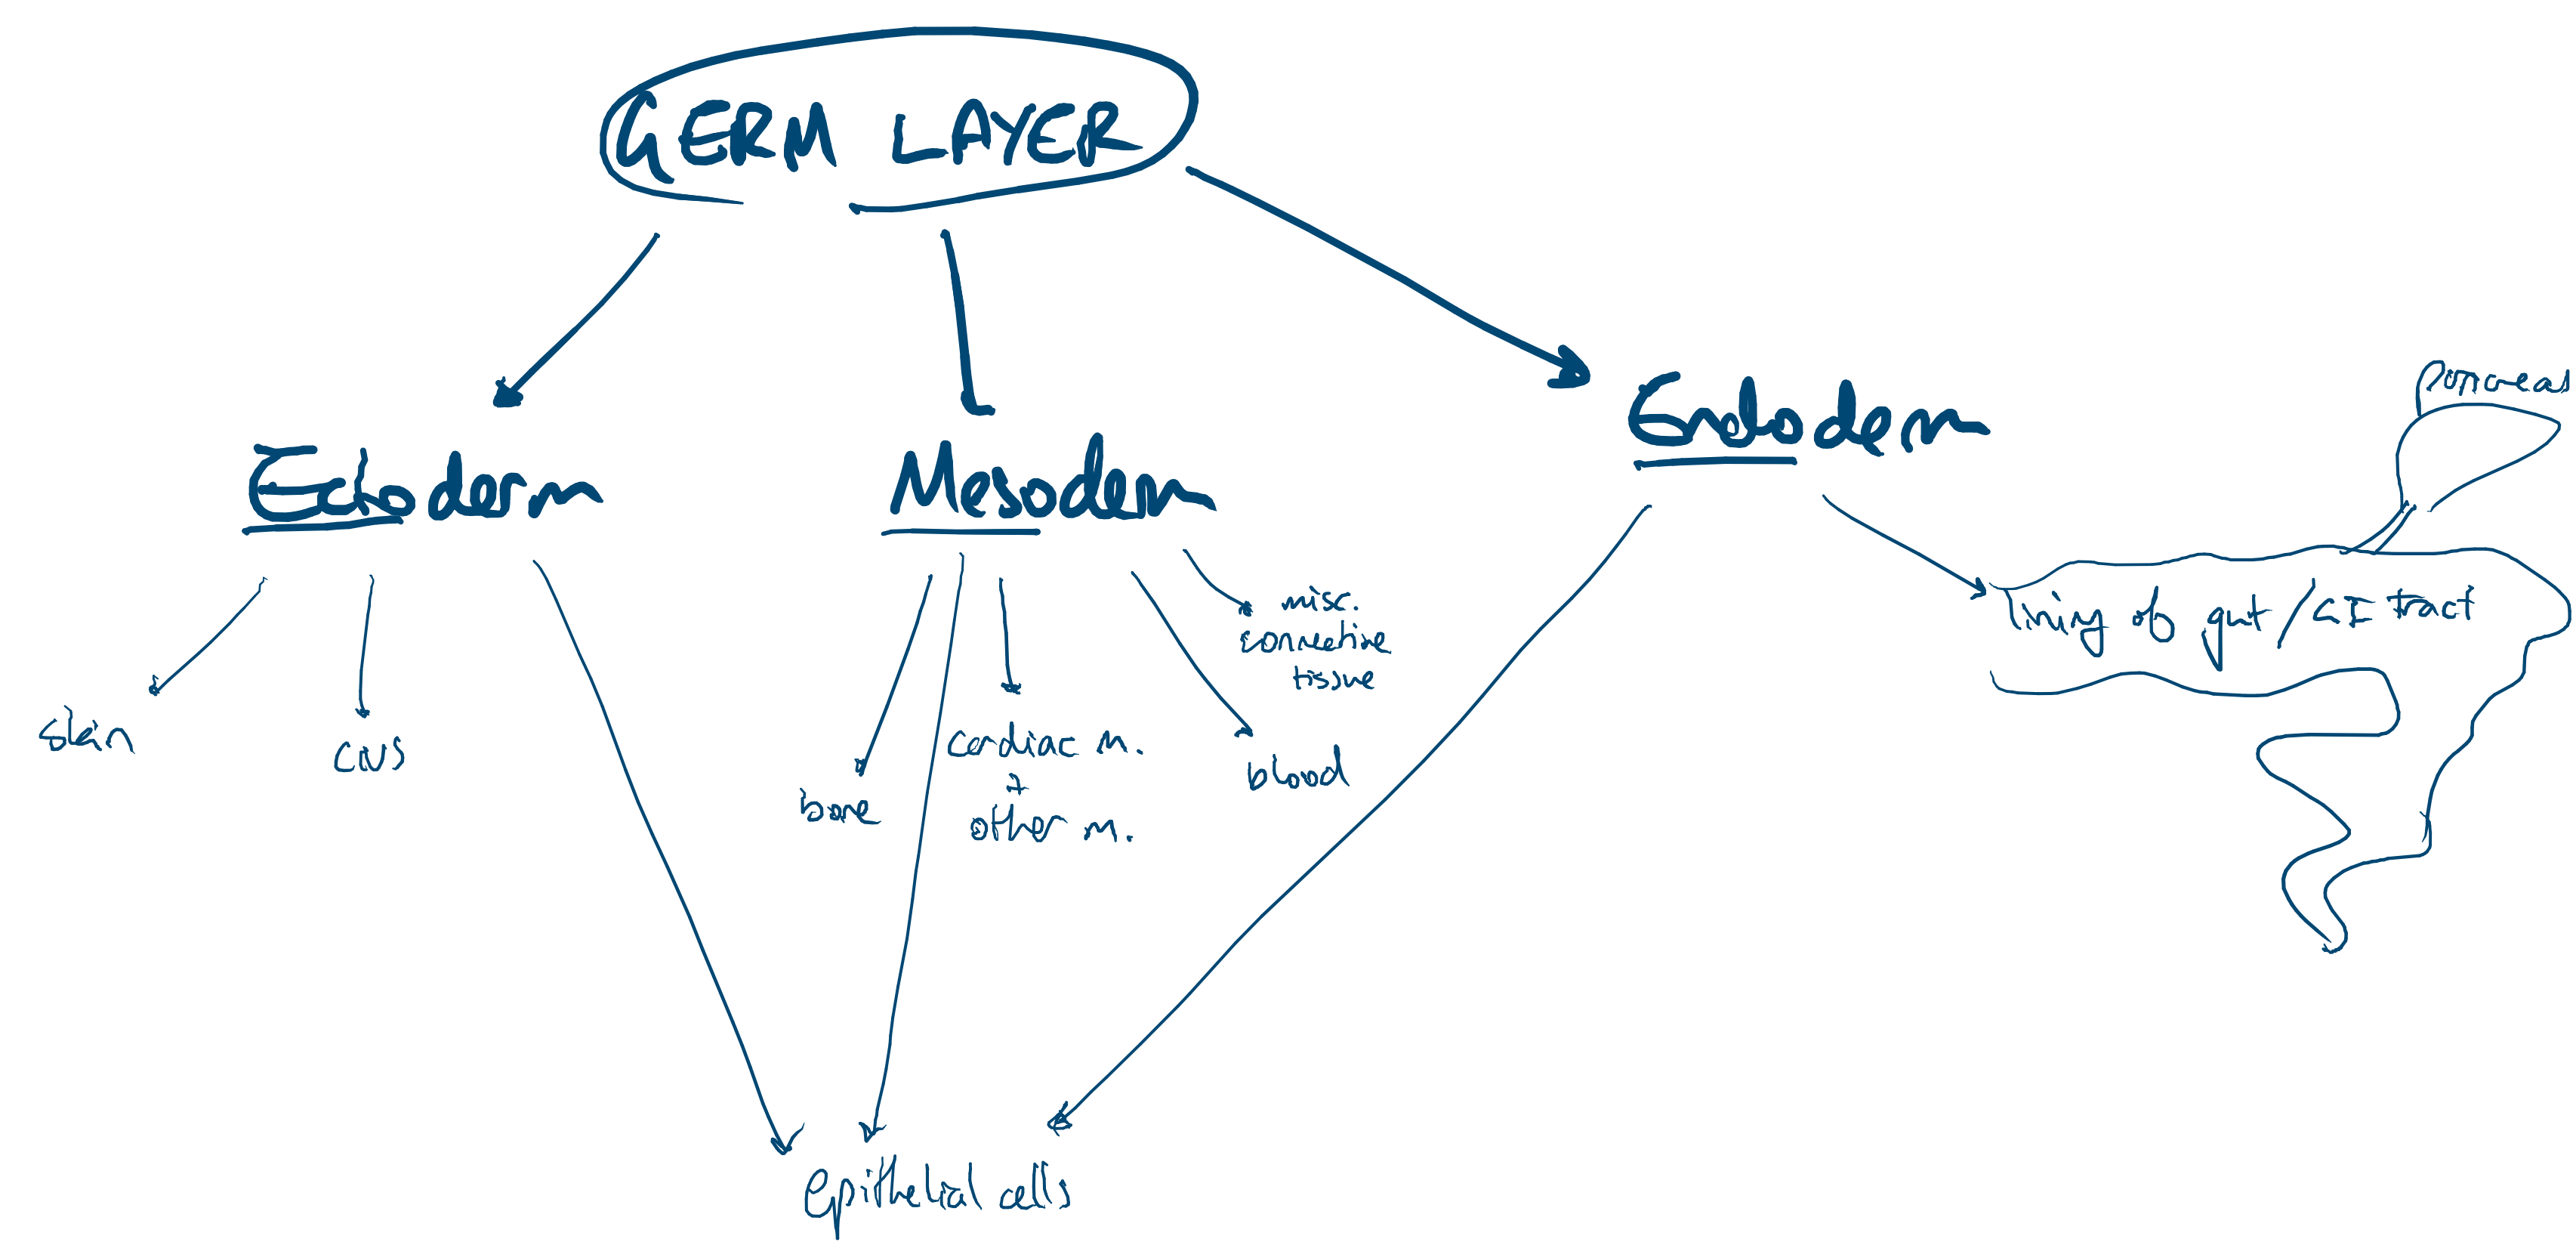 GERM LAYER
Ectoderm
Mesoderm
Endoderm
Pancreas
skin
CNS
bone
cardiac m.
+
other m.
blood
misc.
connective
tissue
lining of gut/GI tract
epithelial cells